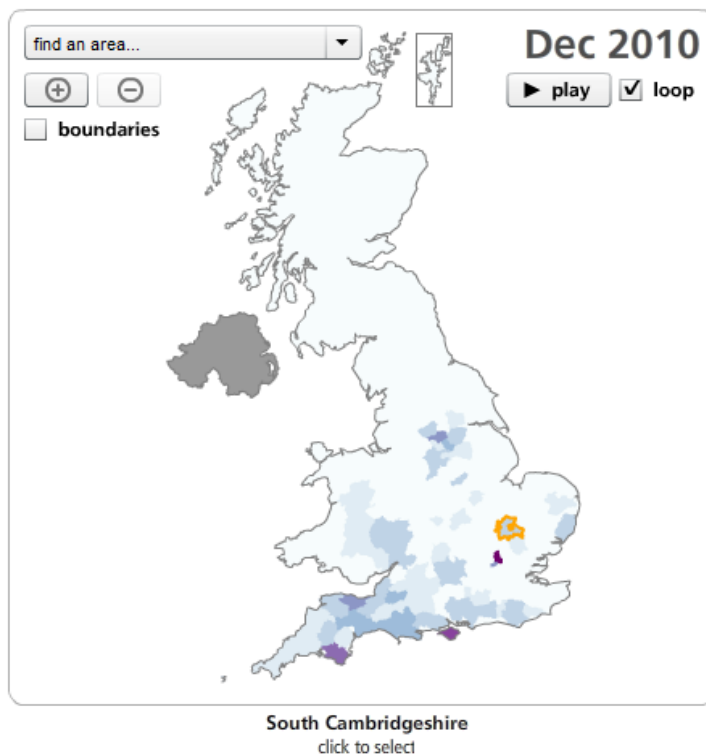 find an area...
Dec 2010
play
loop
boundaries
South Cambridgeshire
click to select